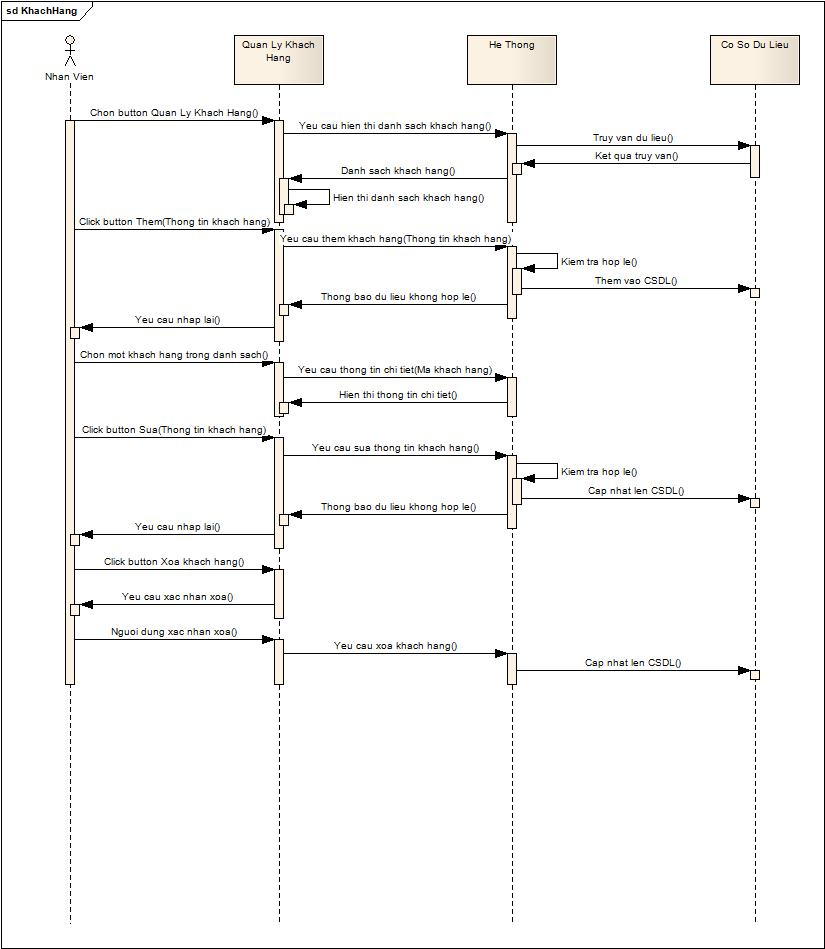 sd KhachHang
Nhan Vien
Quan Ly Khach
Hang
He Thong
Co So Du Lieu
Chon button Quan Ly Khach Hang()
Yeu cau hien thi danh sach khach hang()
Truy van du lieu()
Ket qua truy van()
Danh sach khach hang()
Hien thi danh sach khach hang()
Click button Them(Thong tin khach hang)
Yeu cau them khach hang(Thong tin khach hang)
Kiem tra hop le()
Them vao CSDL()
Thong bao du lieu khong hop le()
Yeu cau nhap lai()
Chon mot khach hang trong danh sach()
Yeu cau thong tin chi tiet(Ma khach hang)
Hien thi thong tin chi tiet()
Click button Sua(Thong tin khach hang)
Yeu cau sua thong tin khach hang()
Kiem tra hop le()
Cap nhat len CSDL()
Thong bao du lieu khong hop le()
Yeu cau nhap lai()
Click button Xoa khach hang()
Yeu cau xac nhan xoa()
Nguoi dung xac nhan xoa()
Yeu cau xoa khach hang()
Cap nhat len CSDL()